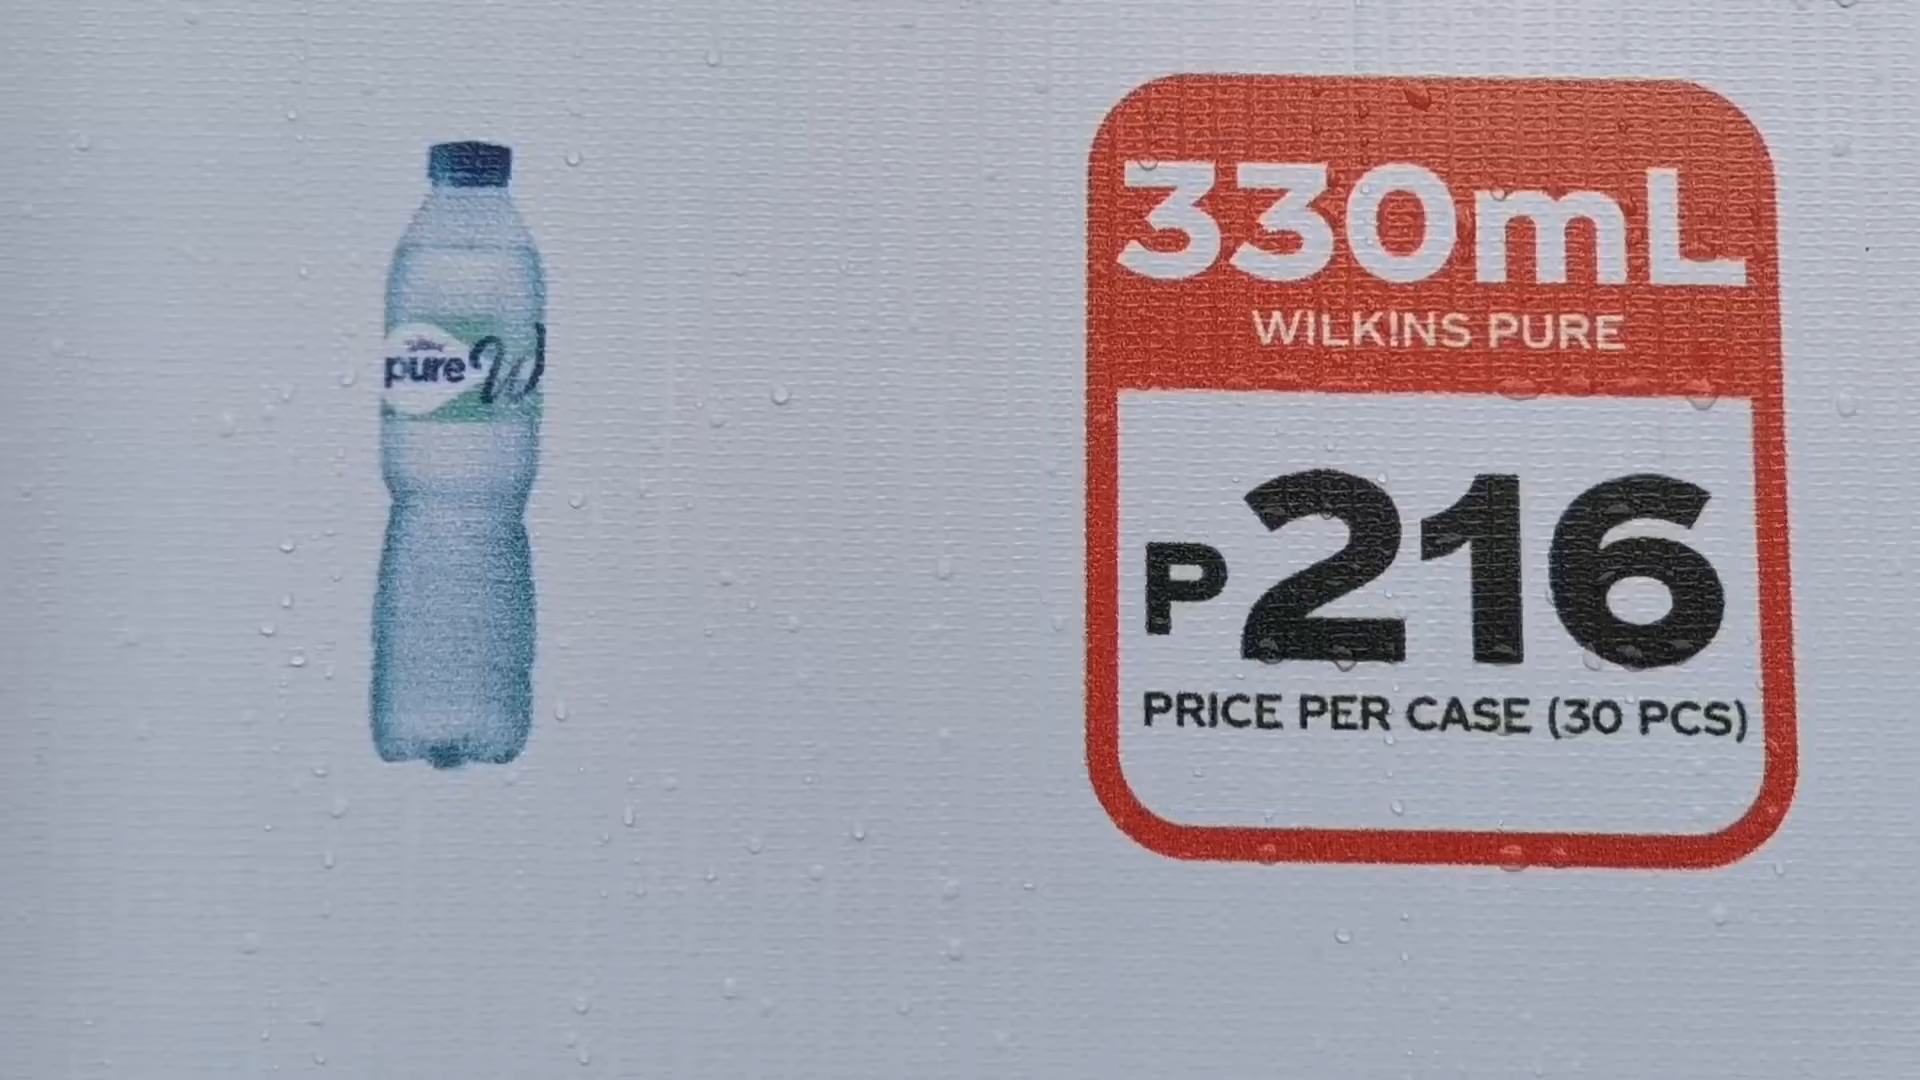 pure W
330mL
WILKINS PURE
P216
PRICE PER CASE (30 PCS)